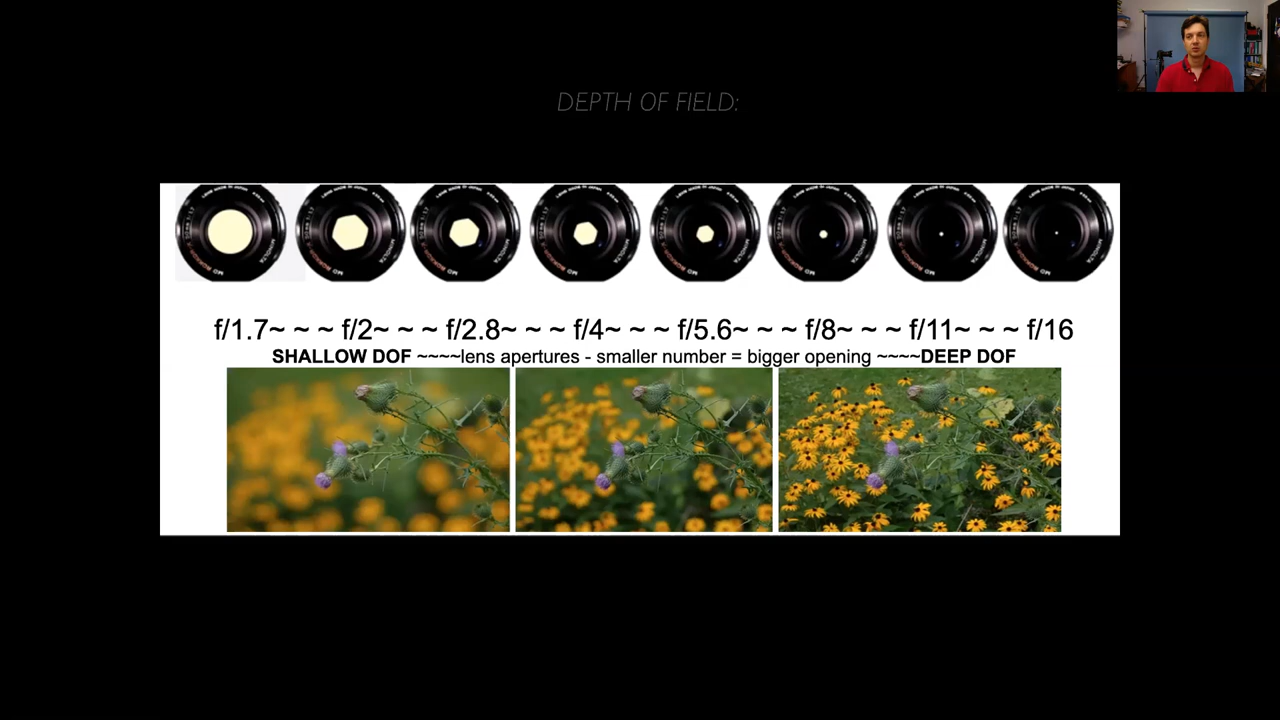 DEPTH OF FIELD:
f/1.7~ ~ ~ f/2~ ~ ~ f/2.8~ ~ ~ f/4~ ~ ~ f/5.6~ ~ ~ f/8~ ~ ~ f/11~ ~ ~ f/16
SHALLOW DOF ~~~~lens apertures - smaller number = bigger opening ~~~~DEEP DOF